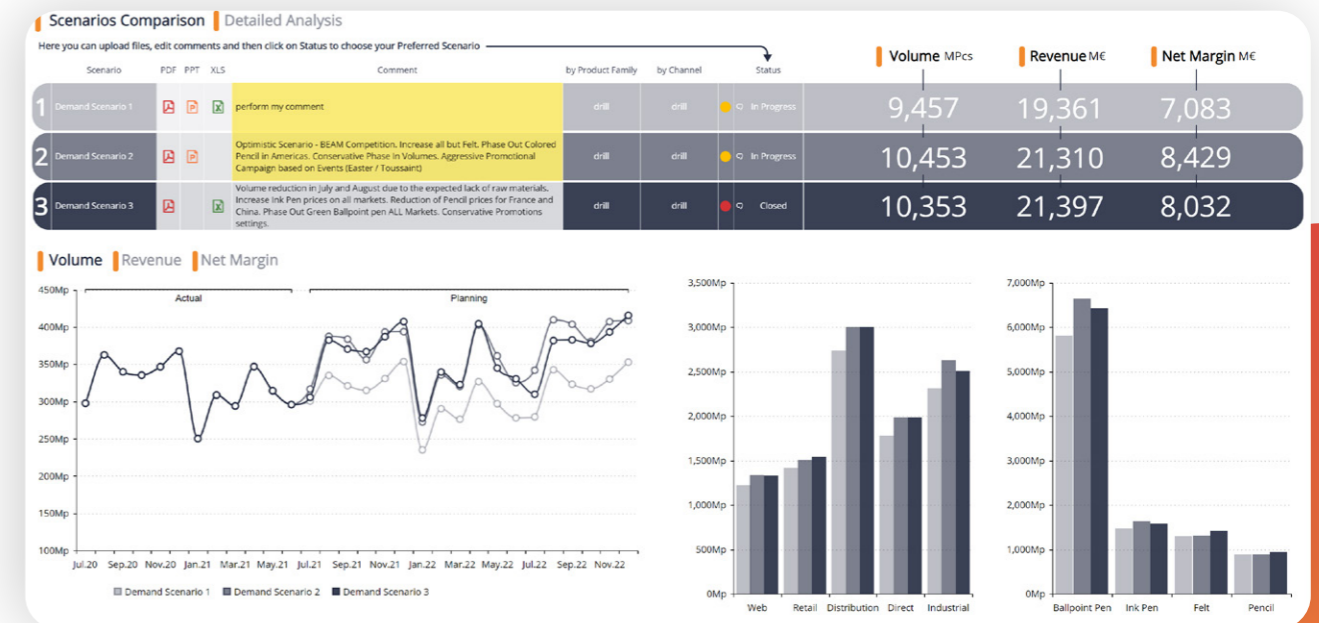 Scenarios Comparison Detailed Analysis
Here you can upload files, edit comments and then click on Status to choose your Preferred Scenario
Volume MPcs Revenue M€ Net Margin M€
Scenario PDF PPT XLS Comment by Product Family by Channel Status
1 Demand Scenario 1 perform my comment drill drill In Progress 9,457 19,361 7,083
2 Demand Scenario 2 Optimistic Scenario - BEAM Competition. Increase all but Felt. Phase Out Colored
Pencil in Americas. Conservative Phase In Volumes. Aggressive Promotional
Campaign based on Events (Easter / Toussaint) drill drill In Progress 10,453 21,310 8,429
3 Demand Scenario 3 Volume reduction in July and August due to the expected lack of raw materials.
Increase Ink Pen prices on all markets. Reduction of Pencil prices for France and
China. Phase Out Green Ballpoint pen ALL Markets. Conservative Promotions
settings. drill drill Closed 10,353 21,397 8,032
Volume Revenue Net Margin
450Mp
400Mp
350Mp
300Mp
250Mp
200Mp
150Mp
100Mp
Actual Planning
Jul.20 Sep.20 Nov.20 Jan.21 Mar.21 May.21 Jul.21 Sep.21 Nov.21 Jan.22 Mar.22 May.22 Jul.22 Sep.22 Nov.22
Demand Scenario 1 Demand Scenario 2 Demand Scenario 3
3,500Mp
3,000Mp
2,500Mp
2,000Mp
1,500Mp
1,000Mp
500Mp
0Mp
Web Retail Distribution Direct Industrial
7,000Mp
6,000Mp
5,000Mp
4,000Mp
3,000Mp
2,000Mp
1,000Mp
0Mp
Ballpoint Pen Ink Pen Felt Pencil